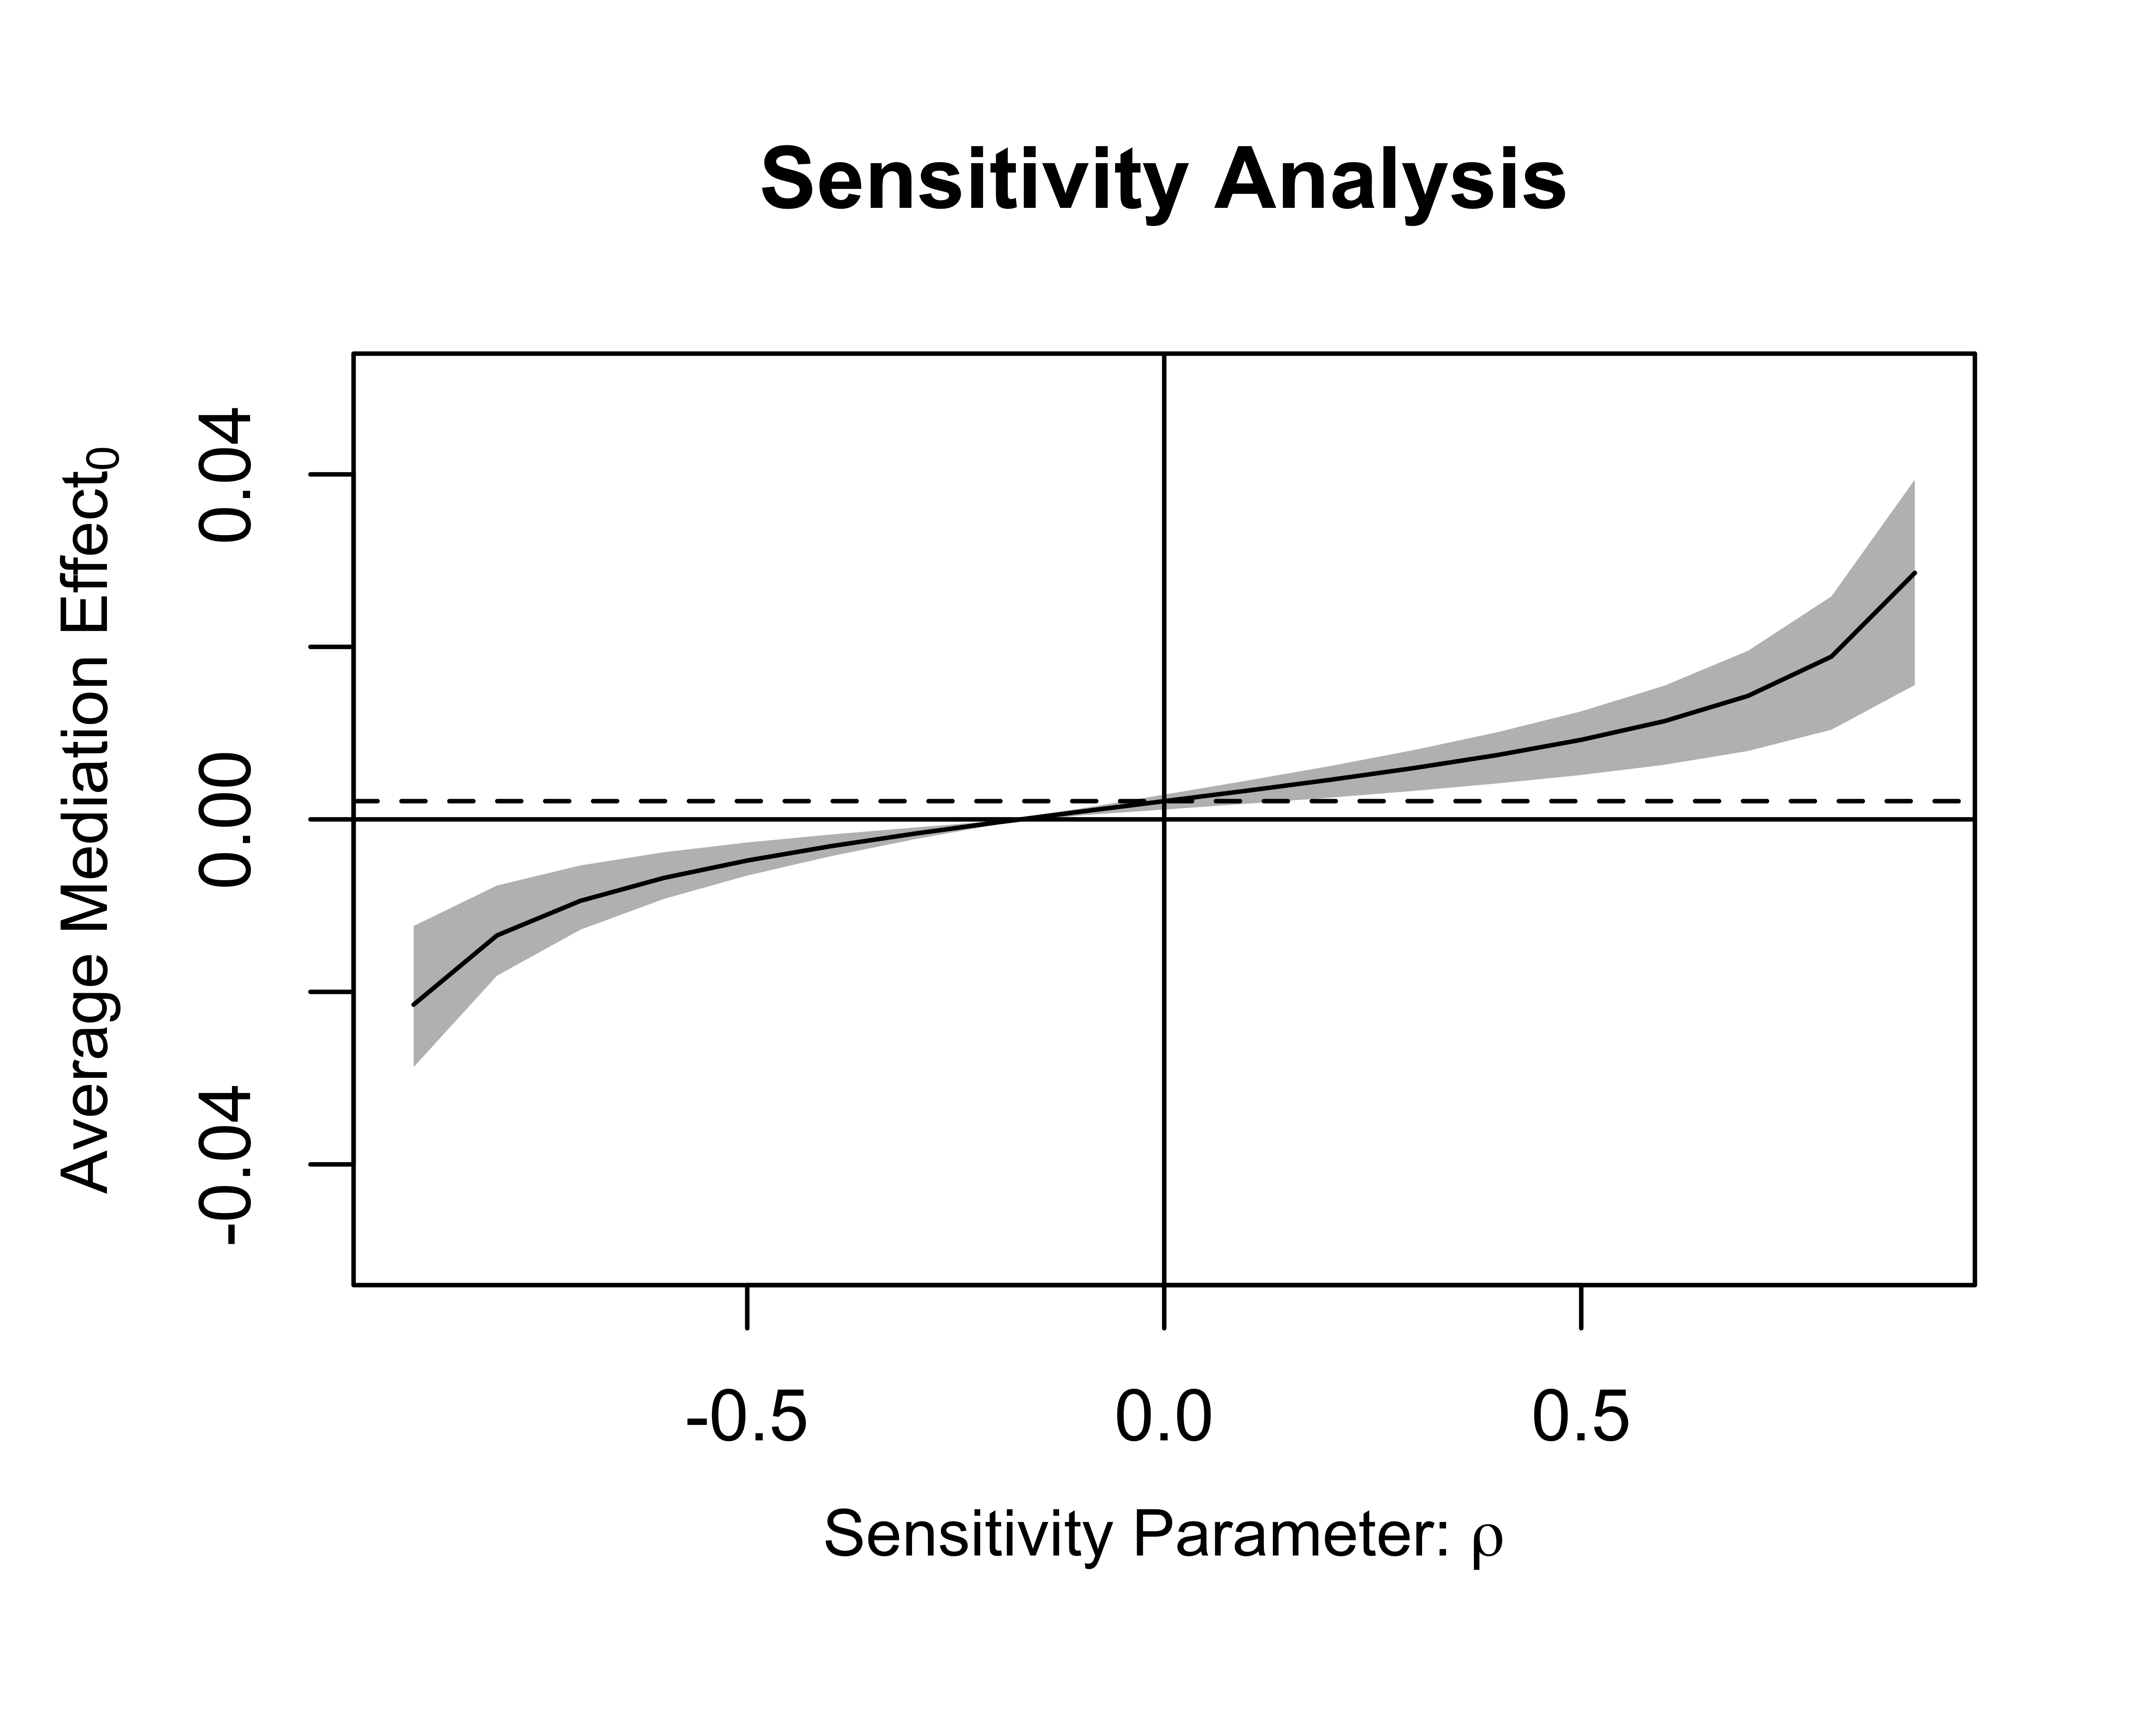 Sensitivity Analysis
Average Mediation Effect₀
0.04
0.00
-0.04
-0.5 0.0 0.5
Sensitivity Parameter: ρ